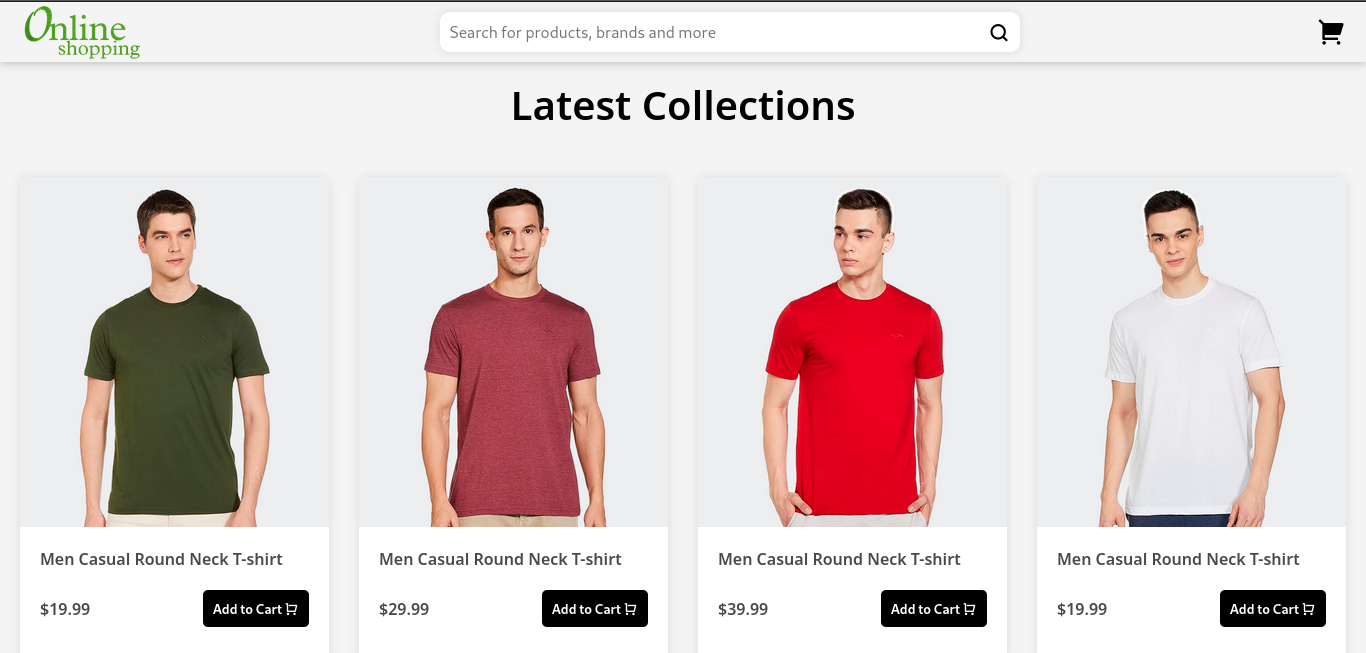 Online
shopping
Search for products, brands and more
Latest Collections
Men Casual Round Neck T-shirt
$19.99
Add to Cart
Men Casual Round Neck T-shirt
$29.99
Add to Cart
Men Casual Round Neck T-shirt
$39.99
Add to Cart
Men Casual Round Neck T-shirt
$19.99
Add to Cart